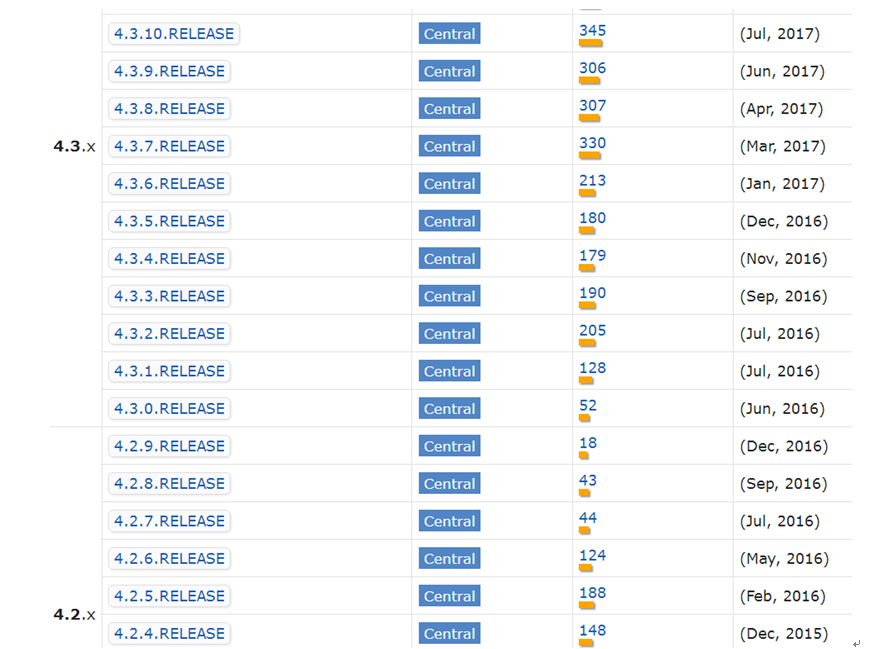 4.3.10.RELEASE Central 345 (Jul, 2017)
4.3.9.RELEASE Central 306 (Jun, 2017)
4.3.8.RELEASE Central 307 (Apr, 2017)
4.3.x 4.3.7.RELEASE Central 330 (Mar, 2017)
4.3.6.RELEASE Central 213 (Jan, 2017)
4.3.5.RELEASE Central 180 (Dec, 2016)
4.3.4.RELEASE Central 179 (Nov, 2016)
4.3.3.RELEASE Central 190 (Sep, 2016)
4.3.2.RELEASE Central 205 (Jul, 2016)
4.3.1.RELEASE Central 128 (Jul, 2016)
4.3.0.RELEASE Central 52 (Jun, 2016)
4.2.9.RELEASE Central 18 (Dec, 2016)
4.2.8.RELEASE Central 43 (Sep, 2016)
4.2.7.RELEASE Central 44 (Jul, 2016)
4.2.6.RELEASE Central 124 (May, 2016)
4.2.5.RELEASE Central 188 (Feb, 2016)
4.2.x
4.2.4.RELEASE Central 148 (Dec, 2015)